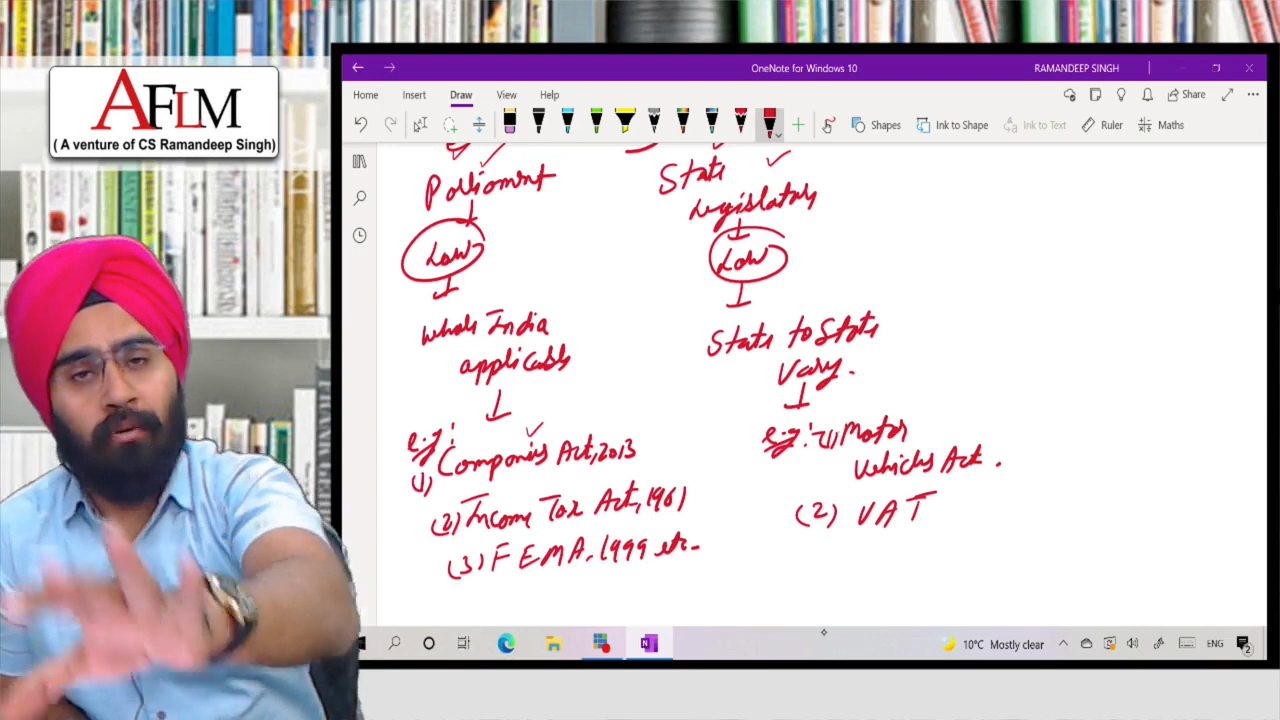 AFLM
( A venture of CS Ramandeep Singh)
OneNote for Windows 10
RAMANDEEP SINGH
Home Insert Draw View Help
Share
Shapes
Ink to Shape
Ink to Text
Ruler
Maths
Parliament
Law
Whole India
applicable
e.g:
(1) Companies Act, 2013
(2) Income Tax Act, 1961
(3) FEMA, 1999 etc.
State
Legislature
Law
State to State
Vary.
e.g:- (1) Motor
Vehicles Act.
(2) VAT
10°C Mostly clear
ENG
2